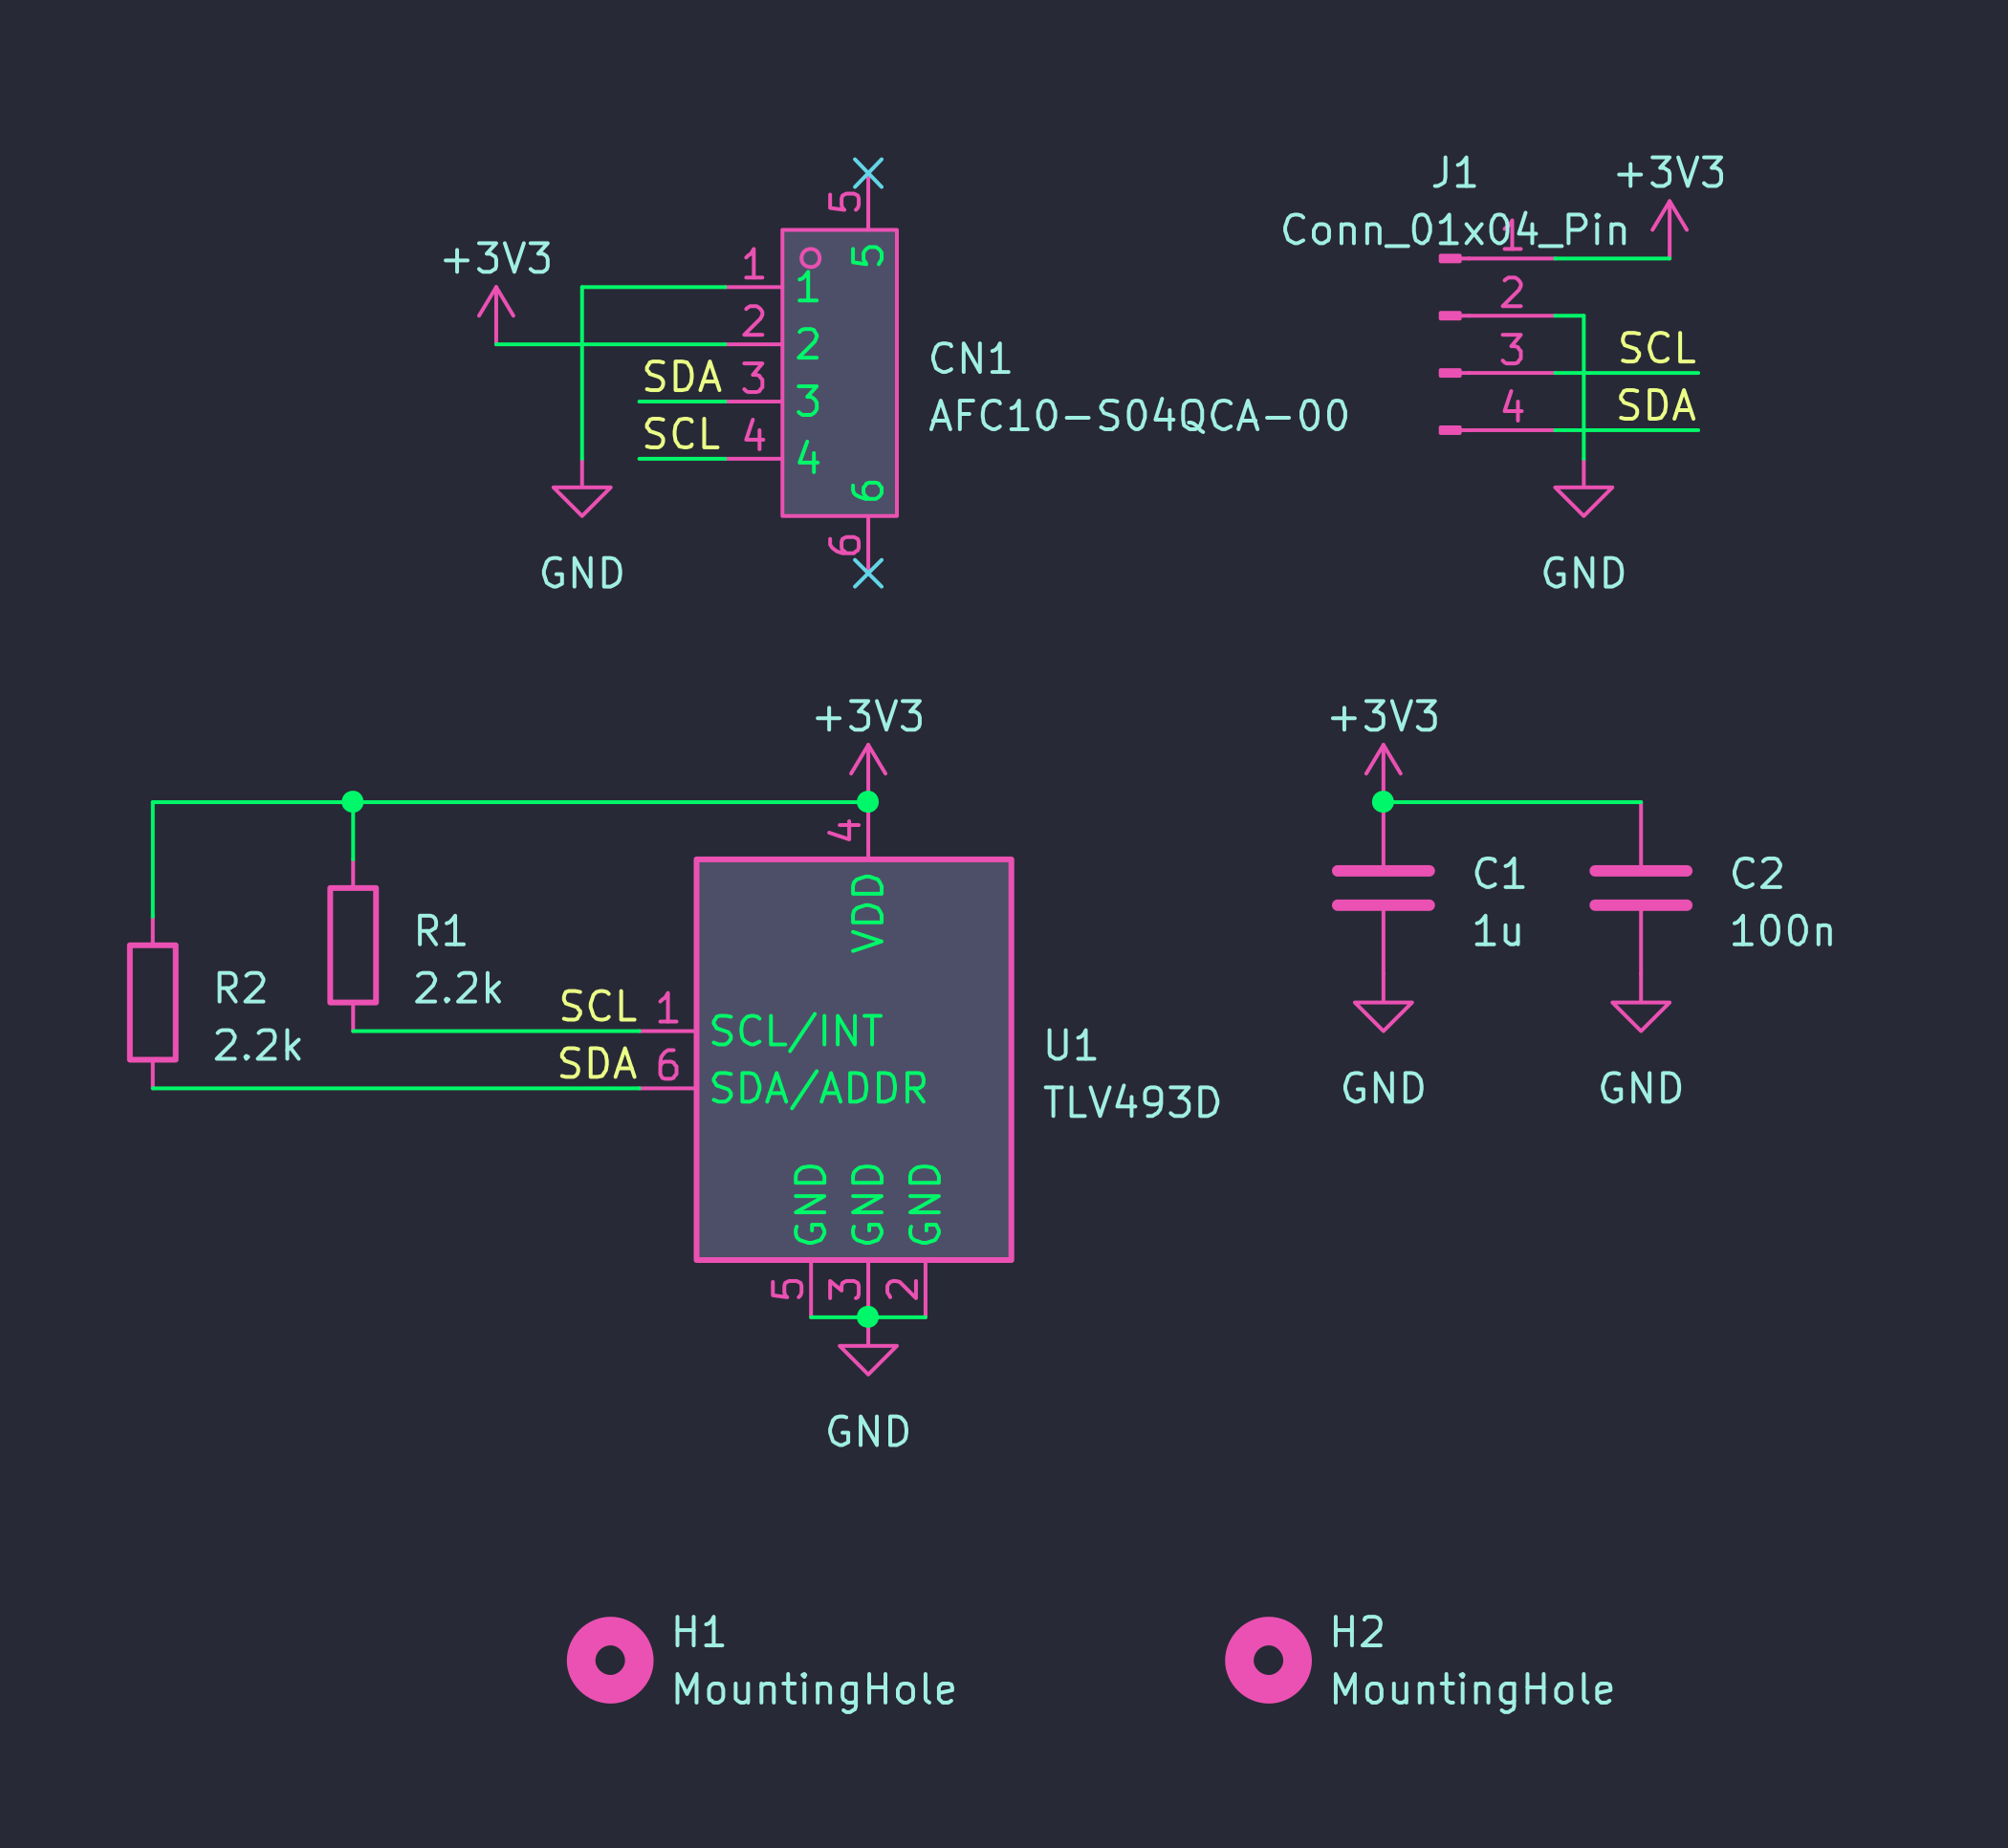 5
+3V3
1
2
3
4
SDA
SCL
1
2
3
4
5
6
6
CN1
AFC10-S04QCA-00
GND
J1
+3V3
Conn_01x04_Pin
1
2
3
4
SCL
SDA
GND
+3V3
4
VDD
R1
2.2k
R2
2.2k
SCL 1
SCL/INT
SDA 6
SDA/ADDR
U1
TLV493D
GND GND GND
5 3 2
GND
+3V3
C1
1u
C2
100n
GND
GND
H1
MountingHole
H2
MountingHole